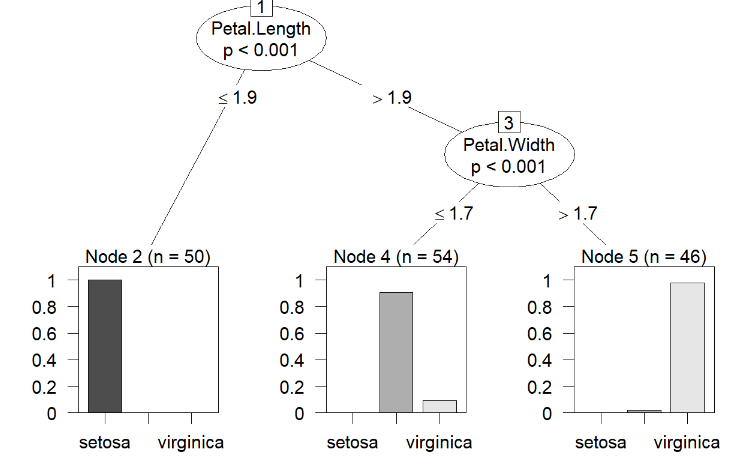 1
Petal.Length
p < 0.001
≤ 1.9
> 1.9
3
Petal.Width
p < 0.001
≤ 1.7
> 1.7
Node 2 (n = 50)
Node 4 (n = 54)
Node 5 (n = 46)
1
0.8
0.6
0.4
0.2
0
setosa
virginica
1
0.8
0.6
0.4
0.2
0
setosa
virginica
1
0.8
0.6
0.4
0.2
0
setosa
virginica